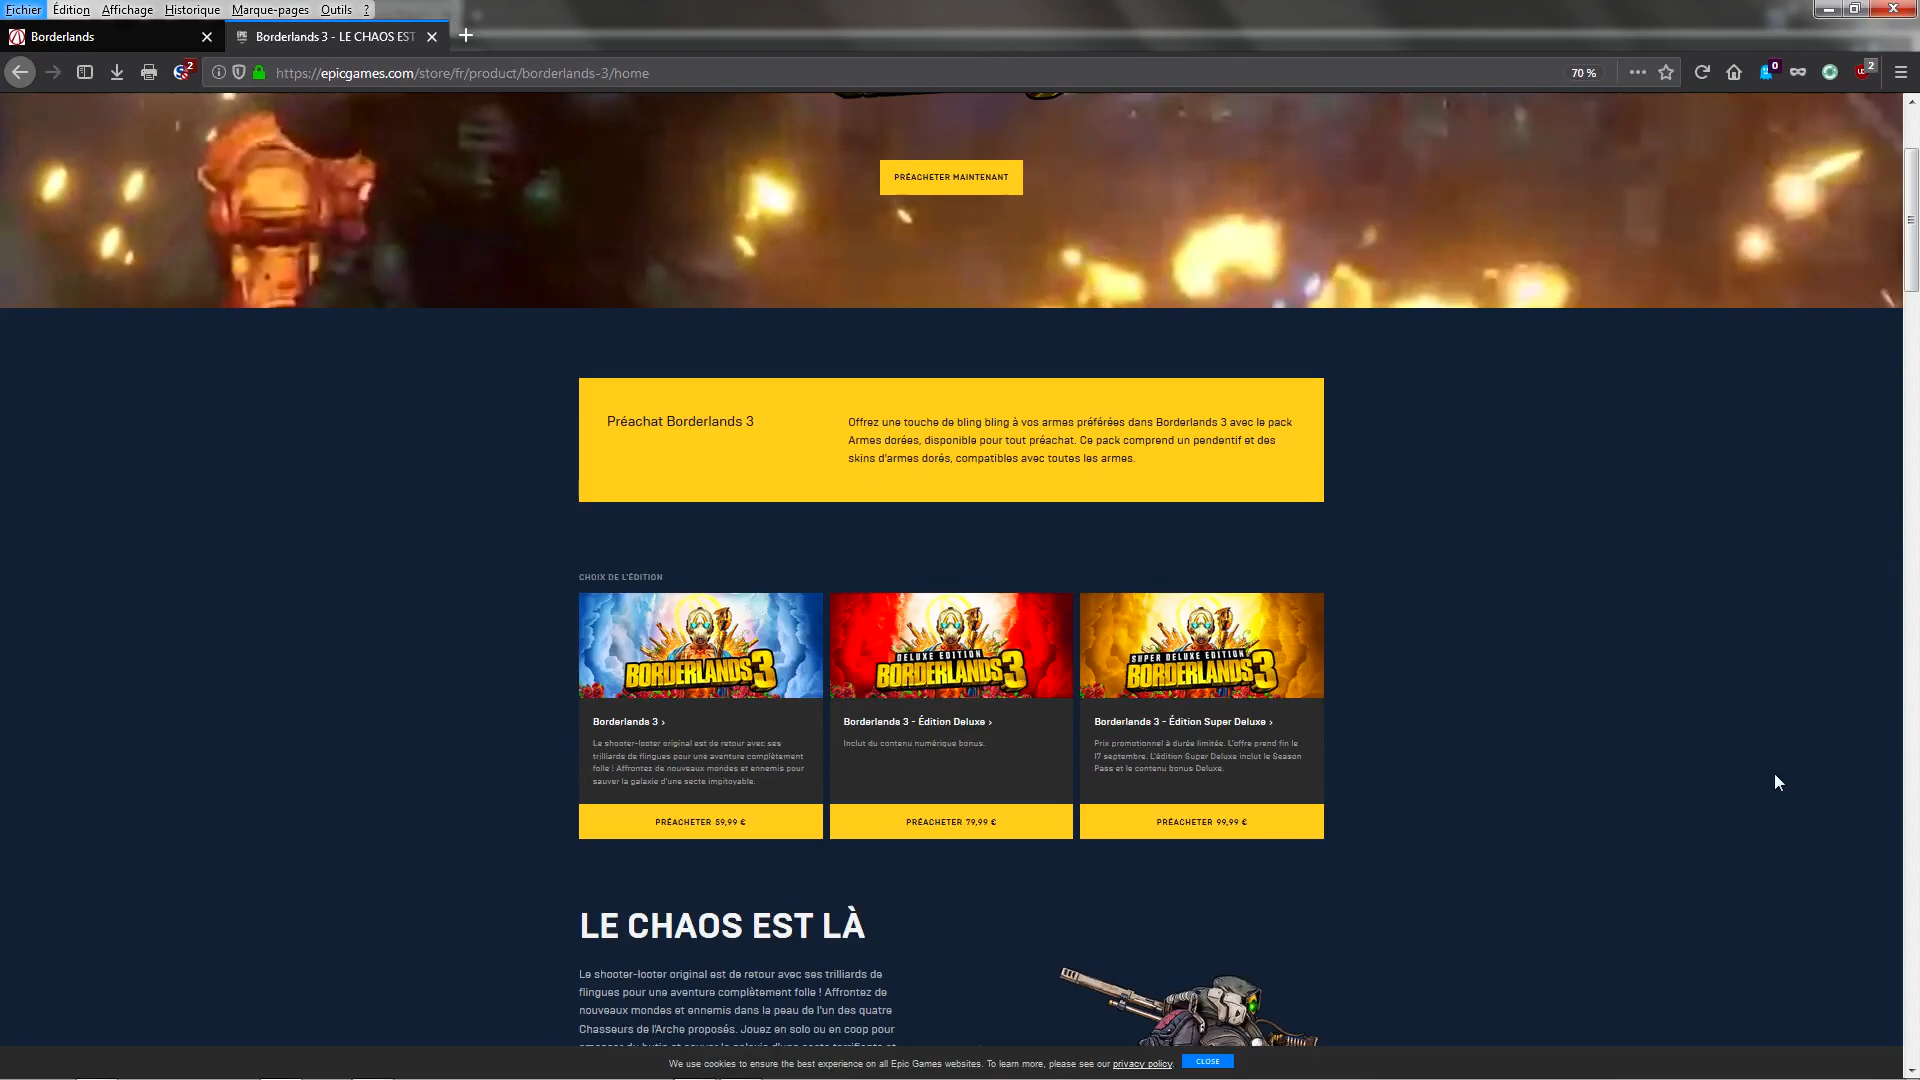 Fichier Édition Affichage Historique Marque-pages Outils ?
Borderlands
Borderlands 3 - LE CHAOS EST
https://epicgames.com/store/fr/product/borderlands-3/home
70 %
2
0
2
PRÉACHETER MAINTENANT
Préachat Borderlands 3
Offrez une touche de bling bling à vos armes préférées dans Borderlands 3 avec le pack
Armes dorées, disponible pour tout préachat. Ce pack comprend un pendentif et des
skins d'armes dorés, compatibles avec toutes les armes.
CHOIX DE L'ÉDITION
BORDERLANDS 3
DELUXE EDITION
BORDERLANDS 3
SUPER DELUXE EDITION
BORDERLANDS 3
Borderlands 3 ›
Le shooter-looter original est de retour avec ses
trilliards de flingues pour une aventure complètement
folle ! Affrontez de nouveaux mondes et ennemis pour
sauver la galaxie d'une secte impitoyable.
PRÉACHETER 59,99 €
Borderlands 3 - Édition Deluxe ›
Inclut du contenu numérique bonus.
PRÉACHETER 79,99 €
Borderlands 3 - Édition Super Deluxe ›
Prix promotionnel à durée limitée. L'offre prend fin le
17 septembre. L'édition Super Deluxe inclut le Season
Pass et le contenu bonus Deluxe.
PRÉACHETER 99,99 €
LE CHAOS EST LÀ
Le shooter-looter original est de retour avec ses trilliards de
flingues pour une aventure complètement folle ! Affrontez de
nouveaux mondes et ennemis dans la peau de l'un des quatre
Chasseurs de l'Arche proposés. Jouez en solo ou en coop pour
We use cookies to ensure the best experience on all Epic Games websites. To learn more, please see our privacy policy.
CLOSE